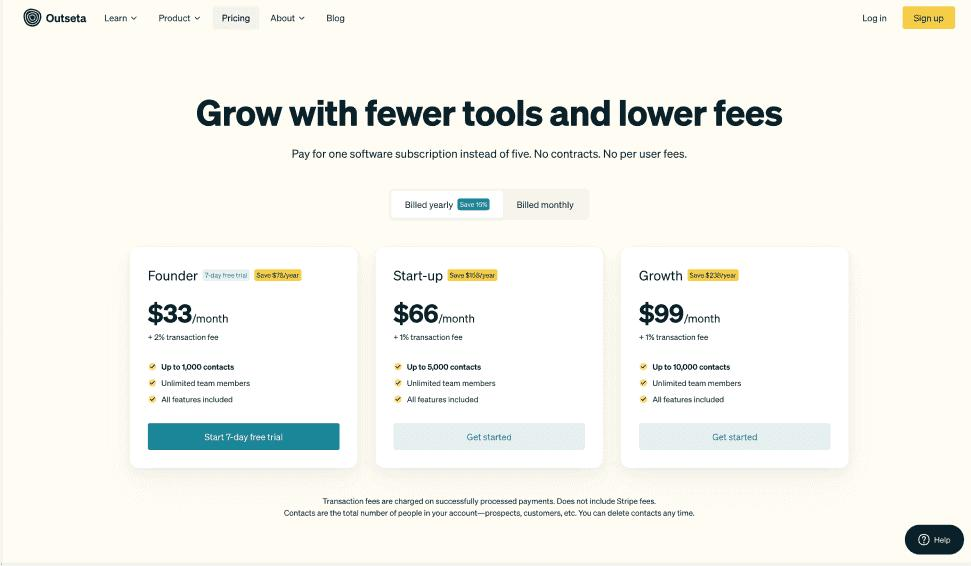 Outseta Learn Product Pricing About Blog Log in Sign up
Grow with fewer tools and lower fees
Pay for one software subscription instead of five. No contracts. No per user fees.
Billed yearly Save 16% Billed monthly
Founder 7-day free trial Save $78/year
$33/month
+ 2% transaction fee
Up to 1,000 contacts
Unlimited team members
All features included
Start 7-day free trial
Start-up Save $158/year
$66/month
+ 1% transaction fee
Up to 5,000 contacts
Unlimited team members
All features included
Get started
Growth Save $238/year
$99/month
+ 1% transaction fee
Up to 10,000 contacts
Unlimited team members
All features included
Get started
Transaction fees are charged on successfully processed payments. Does not include Stripe fees.
Contacts are the total number of people in your account—prospects, customers, etc. You can delete contacts any time.
Help